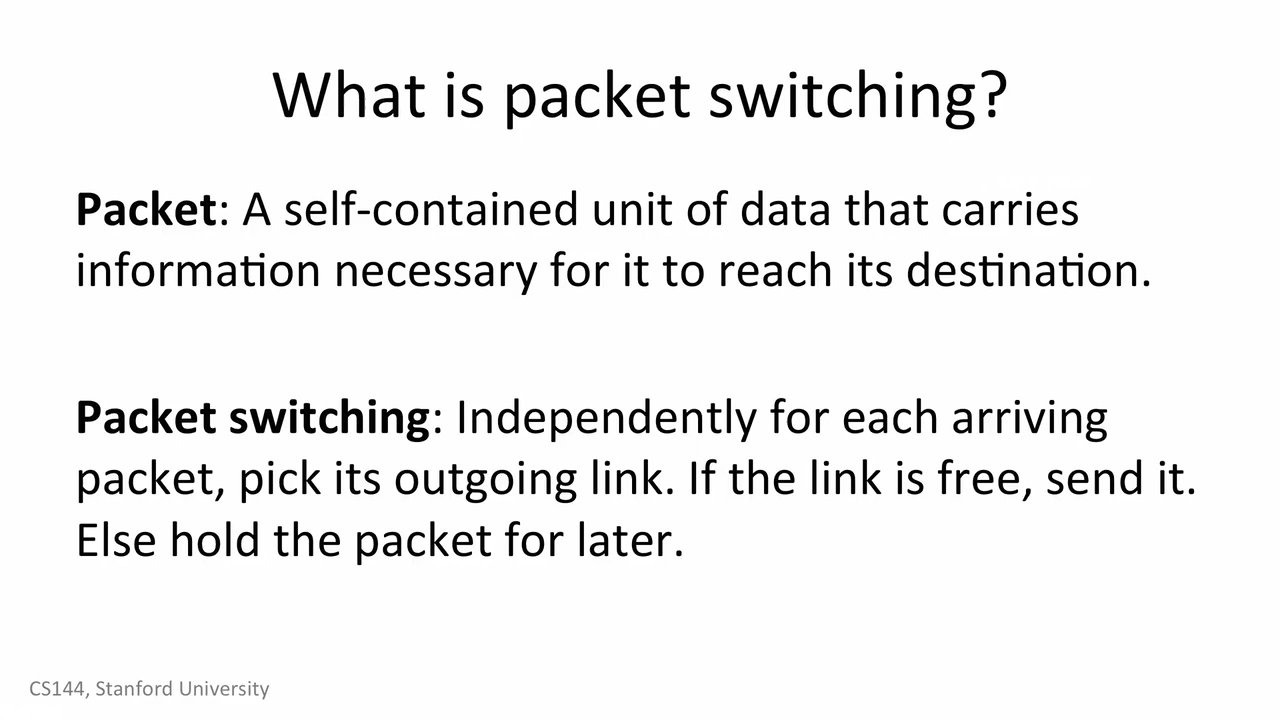 What is packet switching?
Packet: A self-contained unit of data that carries
information necessary for it to reach its destination.
Packet switching: Independently for each arriving
packet, pick its outgoing link. If the link is free, send it.
Else hold the packet for later.
CS144, Stanford University